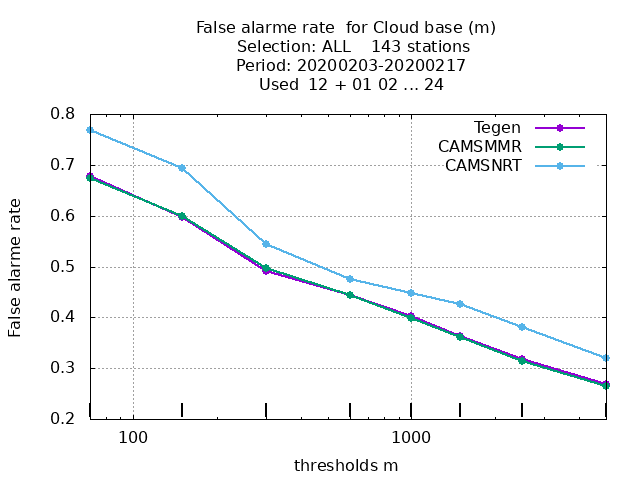 False alarme rate  for Cloud base (m)
Selection: ALL    143 stations
Period: 20200203-20200217
Used  12 + 01 02 ... 24
0.8
0.7
0.6
0.5
0.4
0.3
0.2
False alarme rate
Tegen
CAMSMMR
CAMSNRT
100
1000
thresholds m